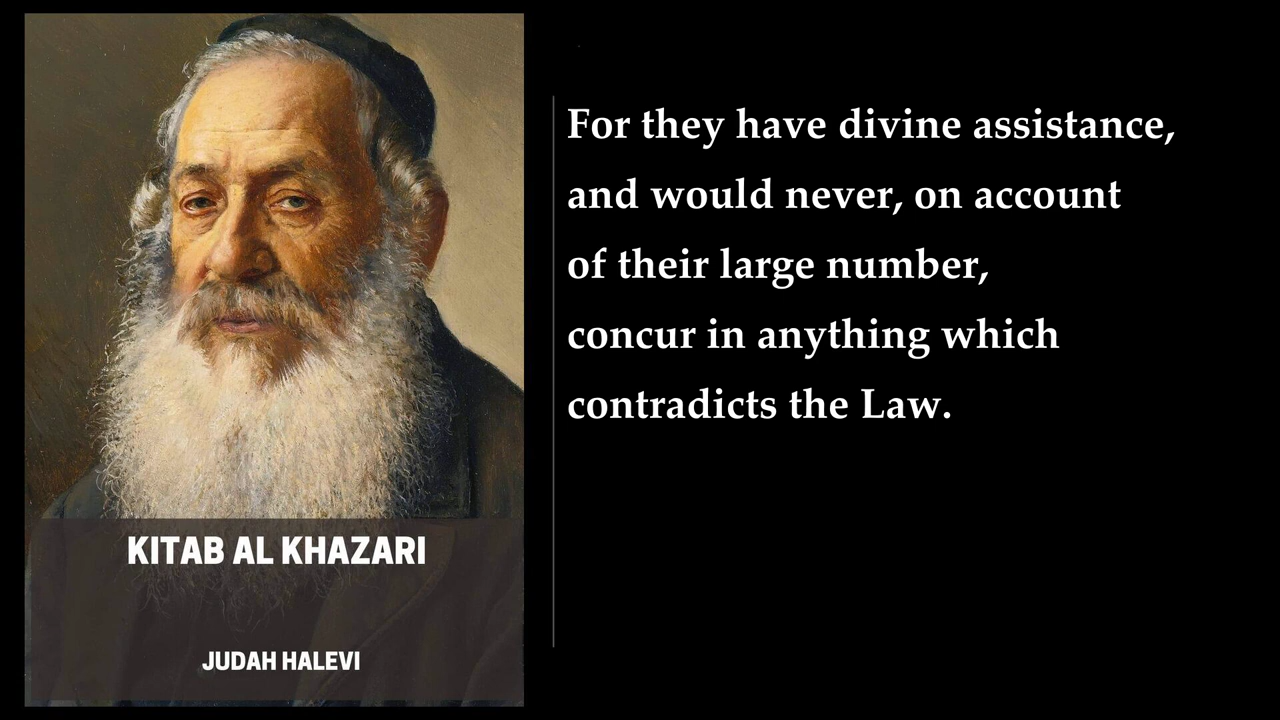 For they have divine assistance,
and would never, on account
of their large number,
concur in anything which
contradicts the Law.
KITAB AL KHAZARI
JUDAH HALEVI